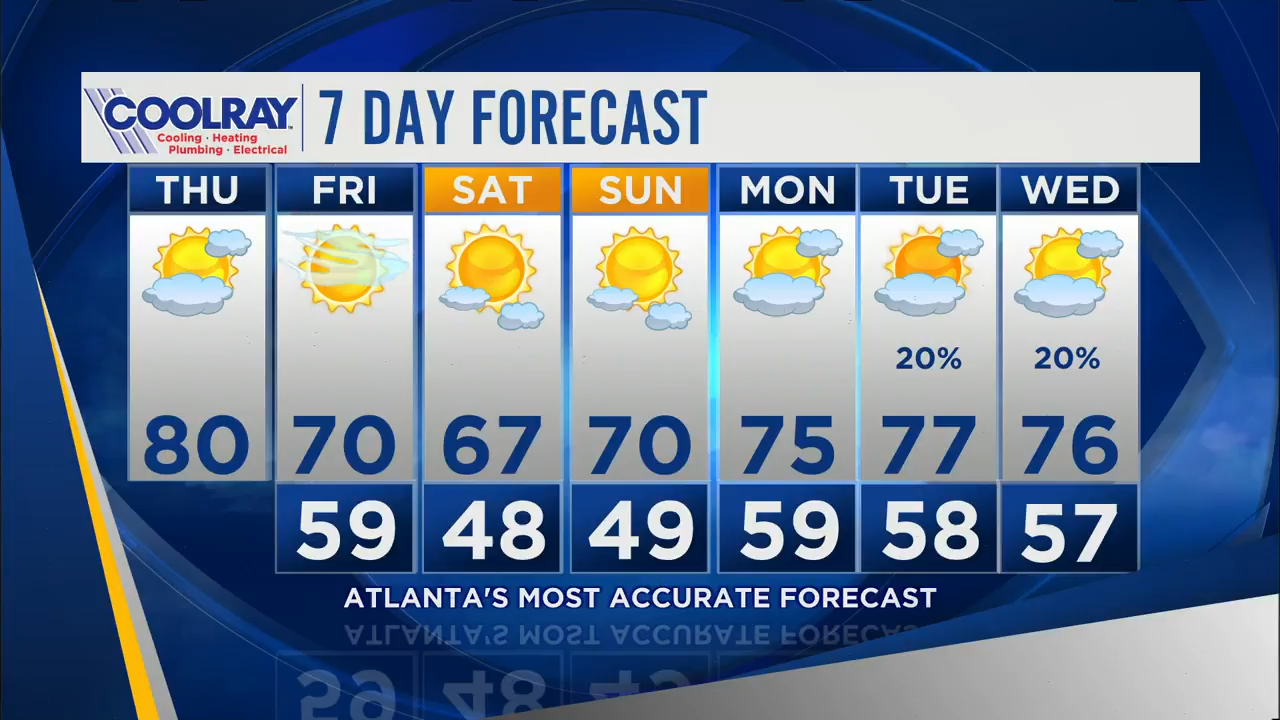 COOLRAY
Cooling · Heating
Plumbing · Electrical
7 DAY FORECAST
THU FRI SAT SUN MON TUE WED
20% 20%
80 70 67 70 75 77 76
59 48 49 59 58 57
ATLANTA'S MOST ACCURATE FORECAST